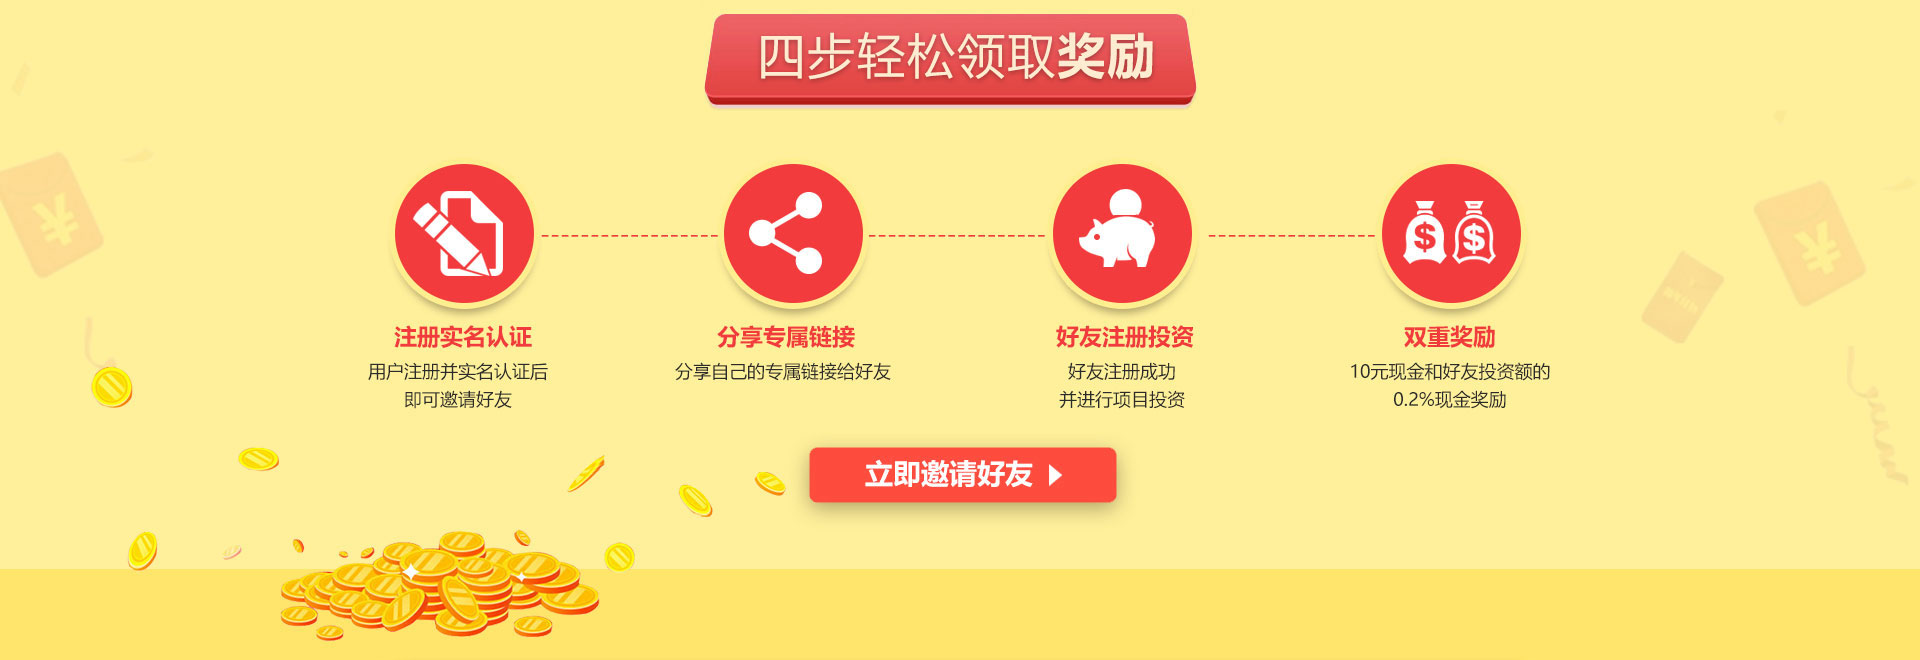 四步轻松领取奖励
注册实名认证
用户注册并实名认证后
即可邀请好友
分享专属链接
分享自己的专属链接给好友
好友注册投资
好友注册成功
并进行项目投资
双重奖励
10元现金和好友投资额的
0.2%现金奖励
立即邀请好友